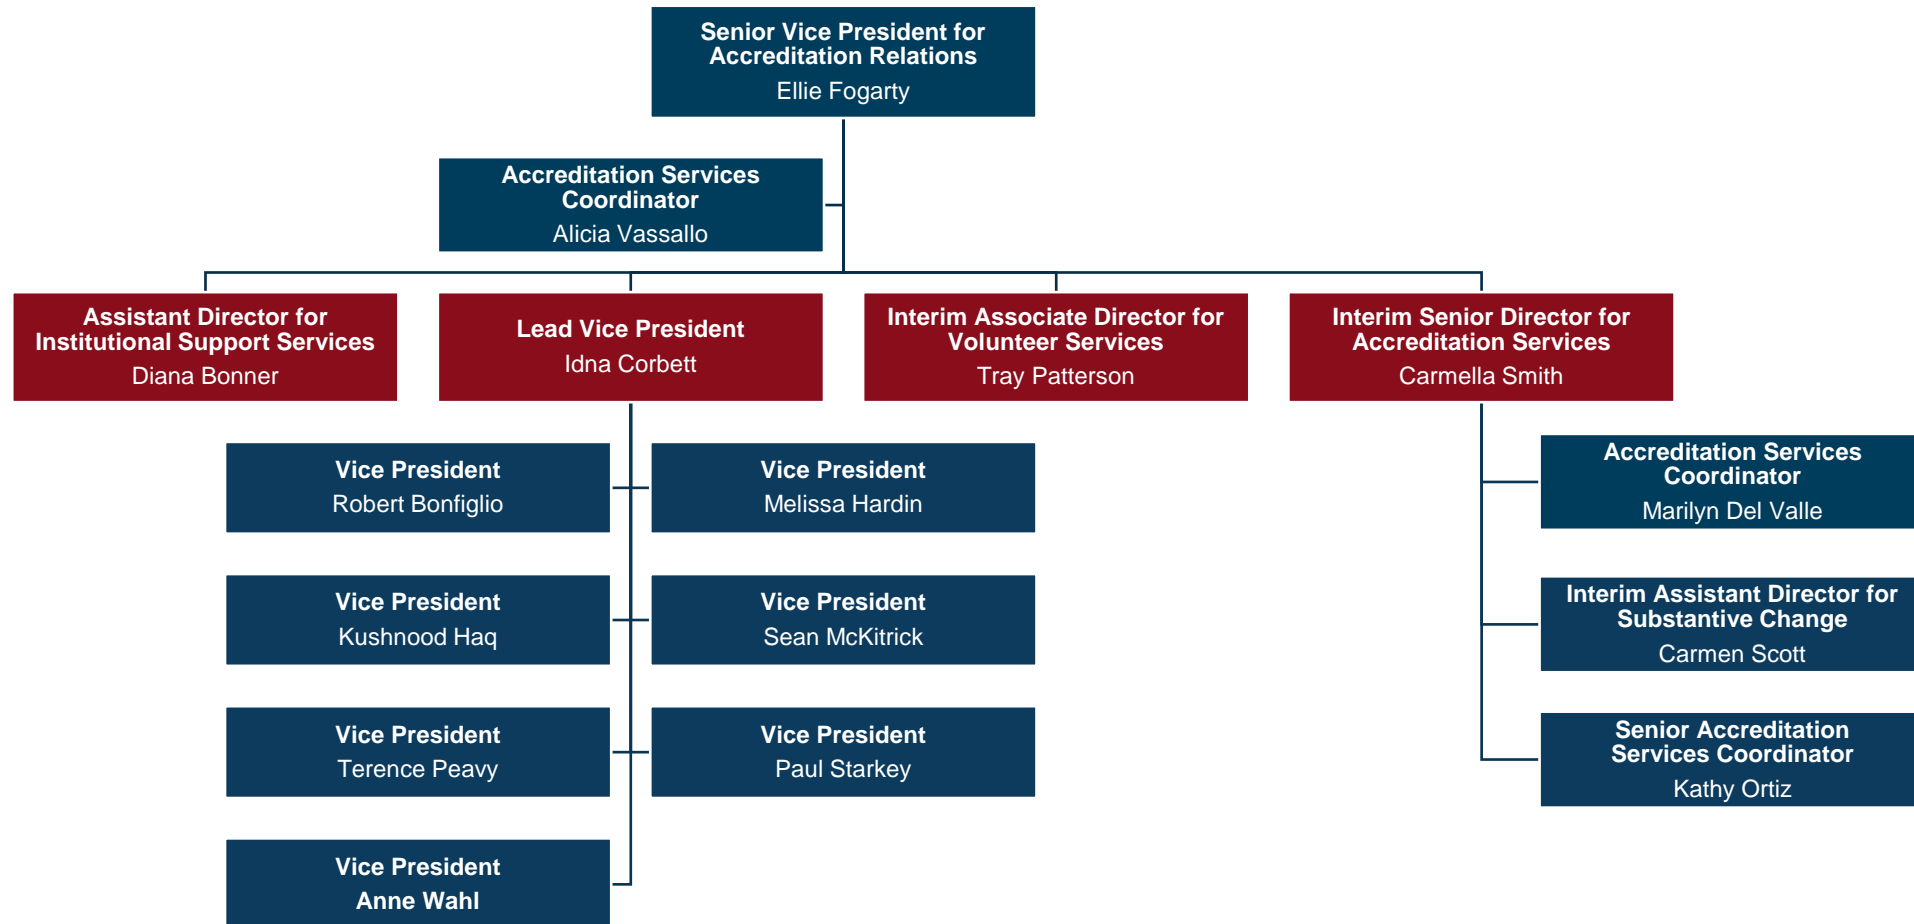 Senior Vice President for
Accreditation Relations
Ellie Fogarty
Accreditation Services
Coordinator
Alicia Vassallo
Assistant Director for
Institutional Support Services
Diana Bonner
Lead Vice President
Idna Corbett
Interim Associate Director for
Volunteer Services
Tray Patterson
Interim Senior Director for
Accreditation Services
Carmella Smith
Vice President
Robert Bonfiglio
Vice President
Melissa Hardin
Vice President
Kushnood Haq
Vice President
Sean McKitrick
Vice President
Terence Peavy
Vice President
Paul Starkey
Vice President
Anne Wahl
Accreditation Services
Coordinator
Marilyn Del Valle
Interim Assistant Director for
Substantive Change
Carmen Scott
Senior Accreditation
Services Coordinator
Kathy Ortiz